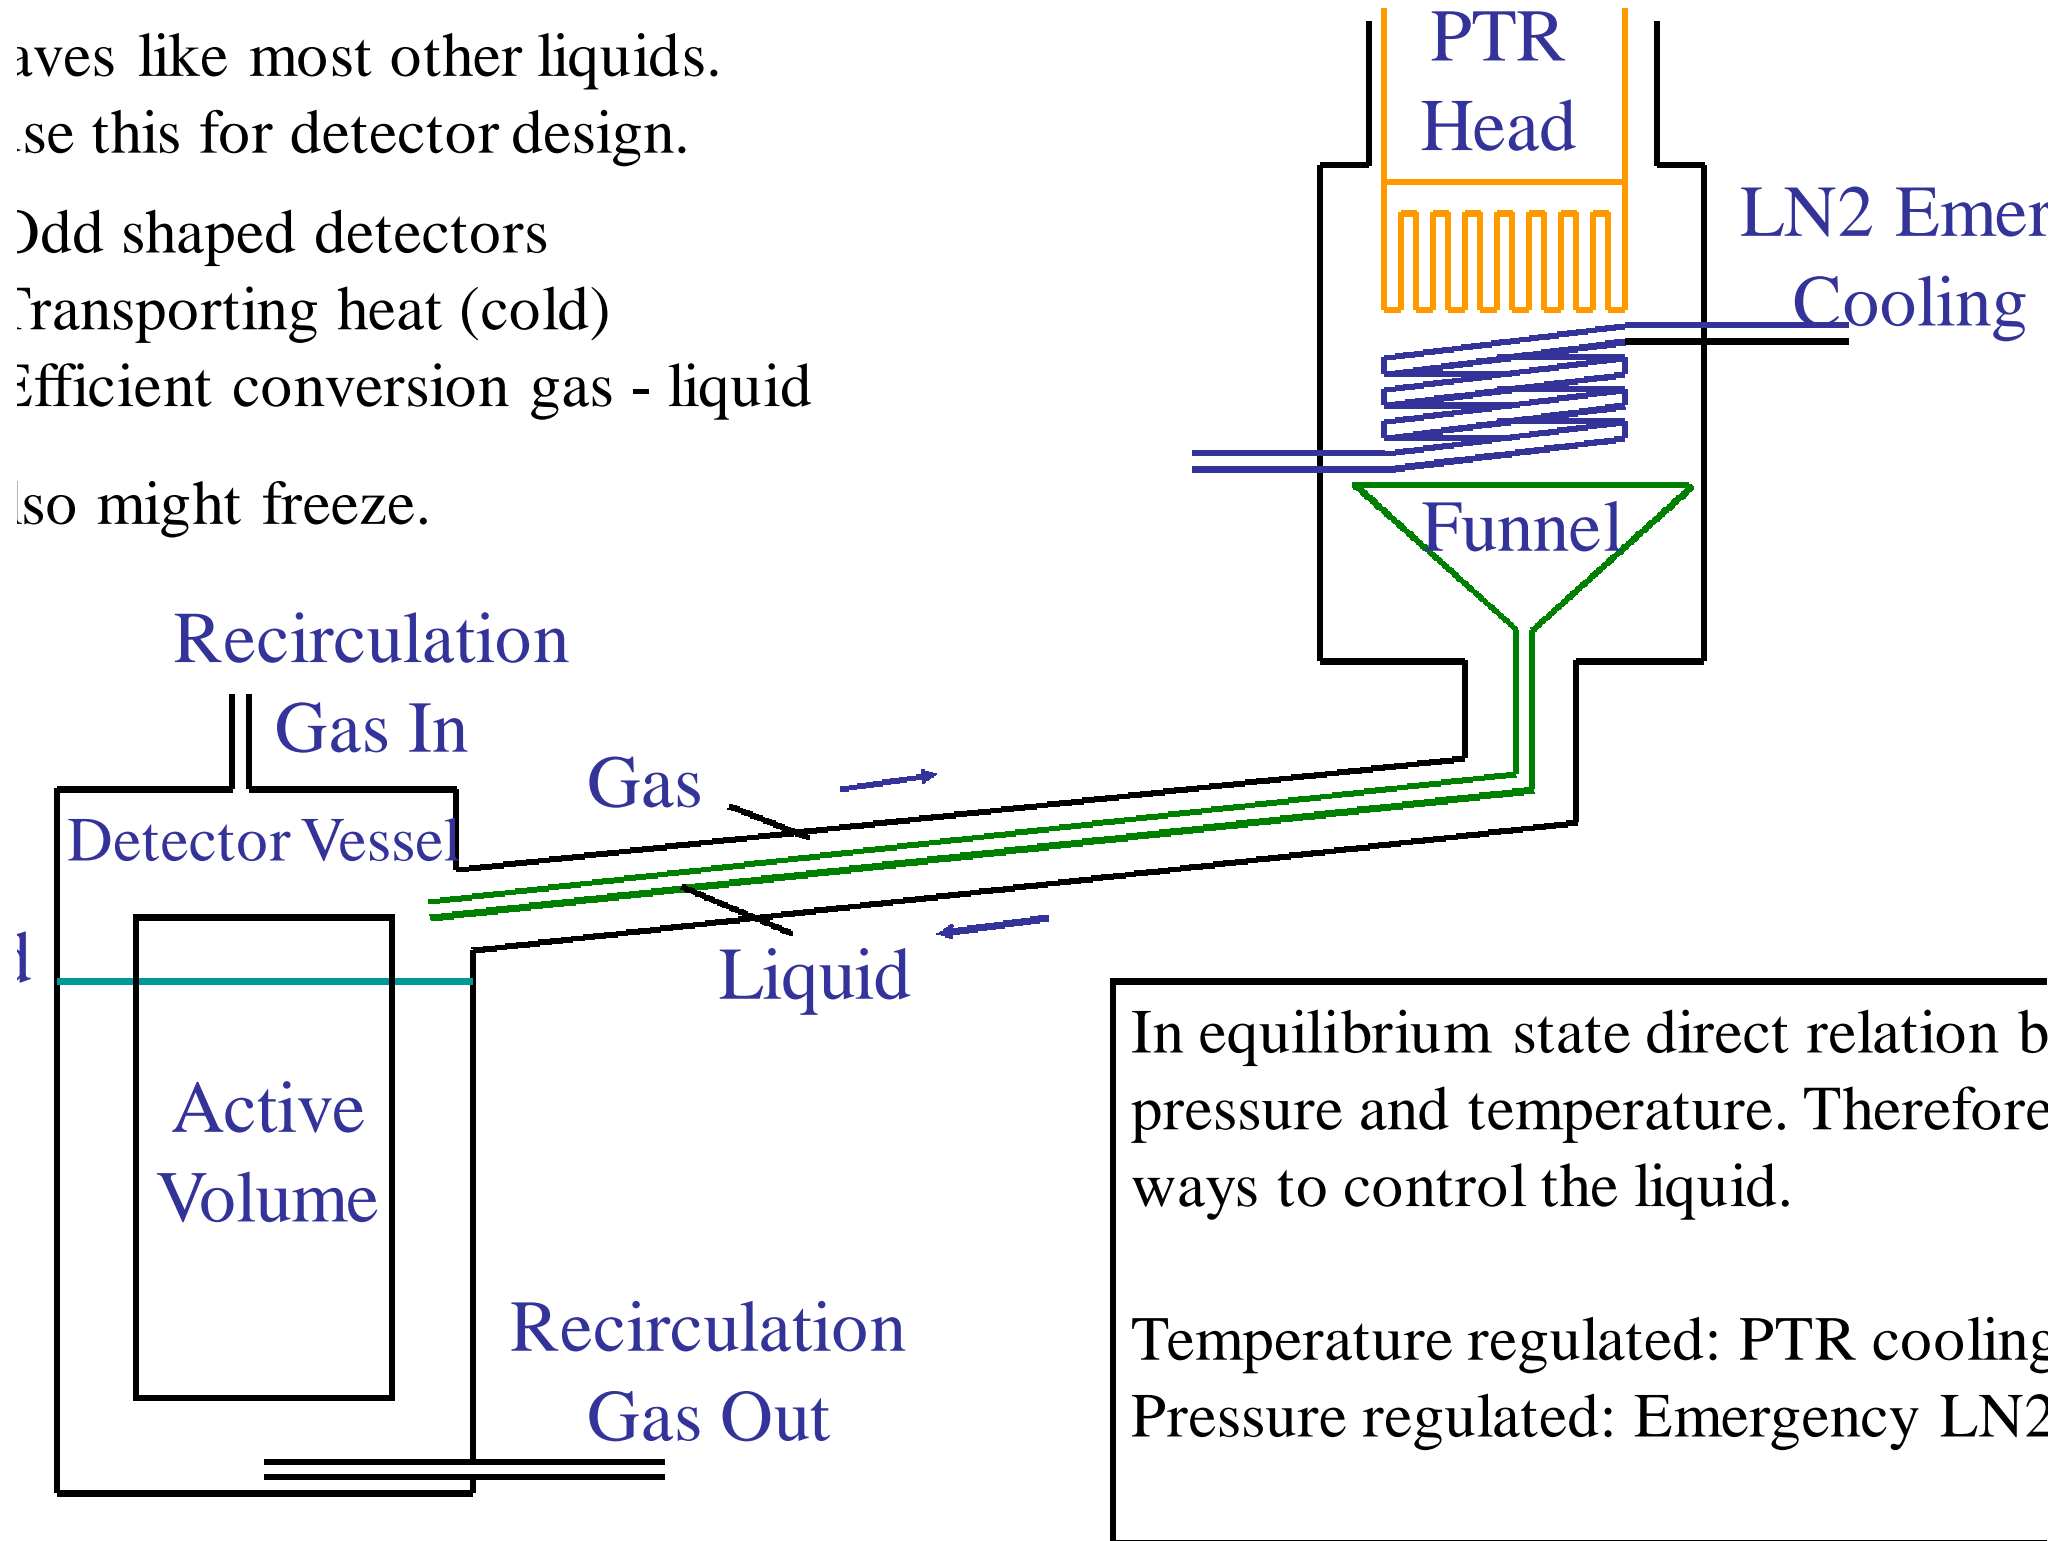 aves like most other liquids.
se this for detector design.
Odd shaped detectors
Transporting heat (cold)
Efficient conversion gas - liquid
lso might freeze.
PTR
Head
LN2 Emer
Cooling
Funnel
Recirculation
Gas In
Gas
Detector Vessel
Liquid
Active
Volume
Recirculation
Gas Out
In equilibrium state direct relation b
pressure and temperature. Therefore
ways to control the liquid.
Temperature regulated: PTR cooling
Pressure regulated: Emergency LN2